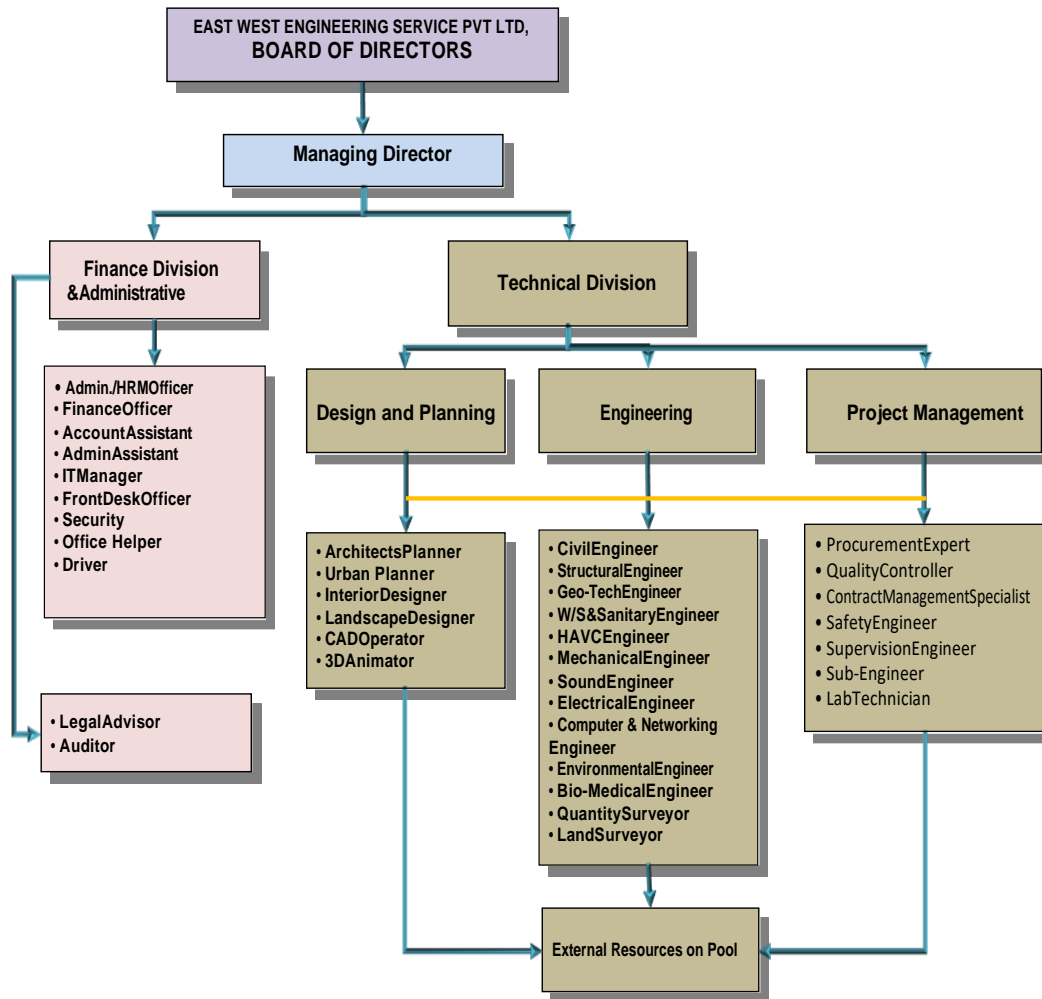 EAST WEST ENGINEERING SERVICE PVT LTD,
BOARD OF DIRECTORS
Managing Director
Finance Division
&Administrative
Technical Division
• Admin./HRMOfficer
• FinanceOfficer
• AccountAssistant
• AdminAssistant
• ITManager
• FrontDeskOfficer
• Security
• Office Helper
• Driver
• LegalAdvisor
• Auditor
Design and Planning
Engineering
Project Management
• ArchitectsPlanner
• Urban Planner
• InteriorDesigner
• LandscapeDesigner
• CADOperator
• 3DAnimator
• CivilEngineer
• StructuralEngineer
• Geo-TechEngineer
• W/S&SanitaryEngineer
• HAVCEngineer
• MechanicalEngineer
• SoundEngineer
• ElectricalEngineer
• Computer & Networking
Engineer
• EnvironmentalEngineer
• Bio-MedicalEngineer
• QuantitySurveyor
• LandSurveyor
• ProcurementExpert
• QualityController
• ContractManagementSpecialist
• SafetyEngineer
• SupervisionEngineer
• Sub-Engineer
• LabTechnician
External Resources on Pool